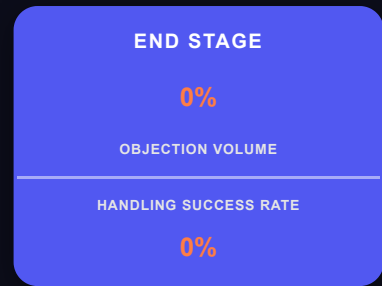 END STAGE
0%
OBJECTION VOLUME
HANDLING SUCCESS RATE
0%